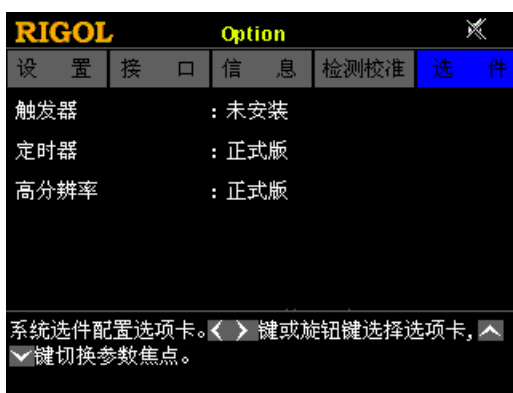 RIGOL Option
设 置 接 口 信 息 检测校准 选 件
触发器 : 未安装
定时器 : 正式版
高分辨率 : 正式版
系统选件配置选项卡。< > 键或旋钮键选择选项卡,
键切换参数焦点。